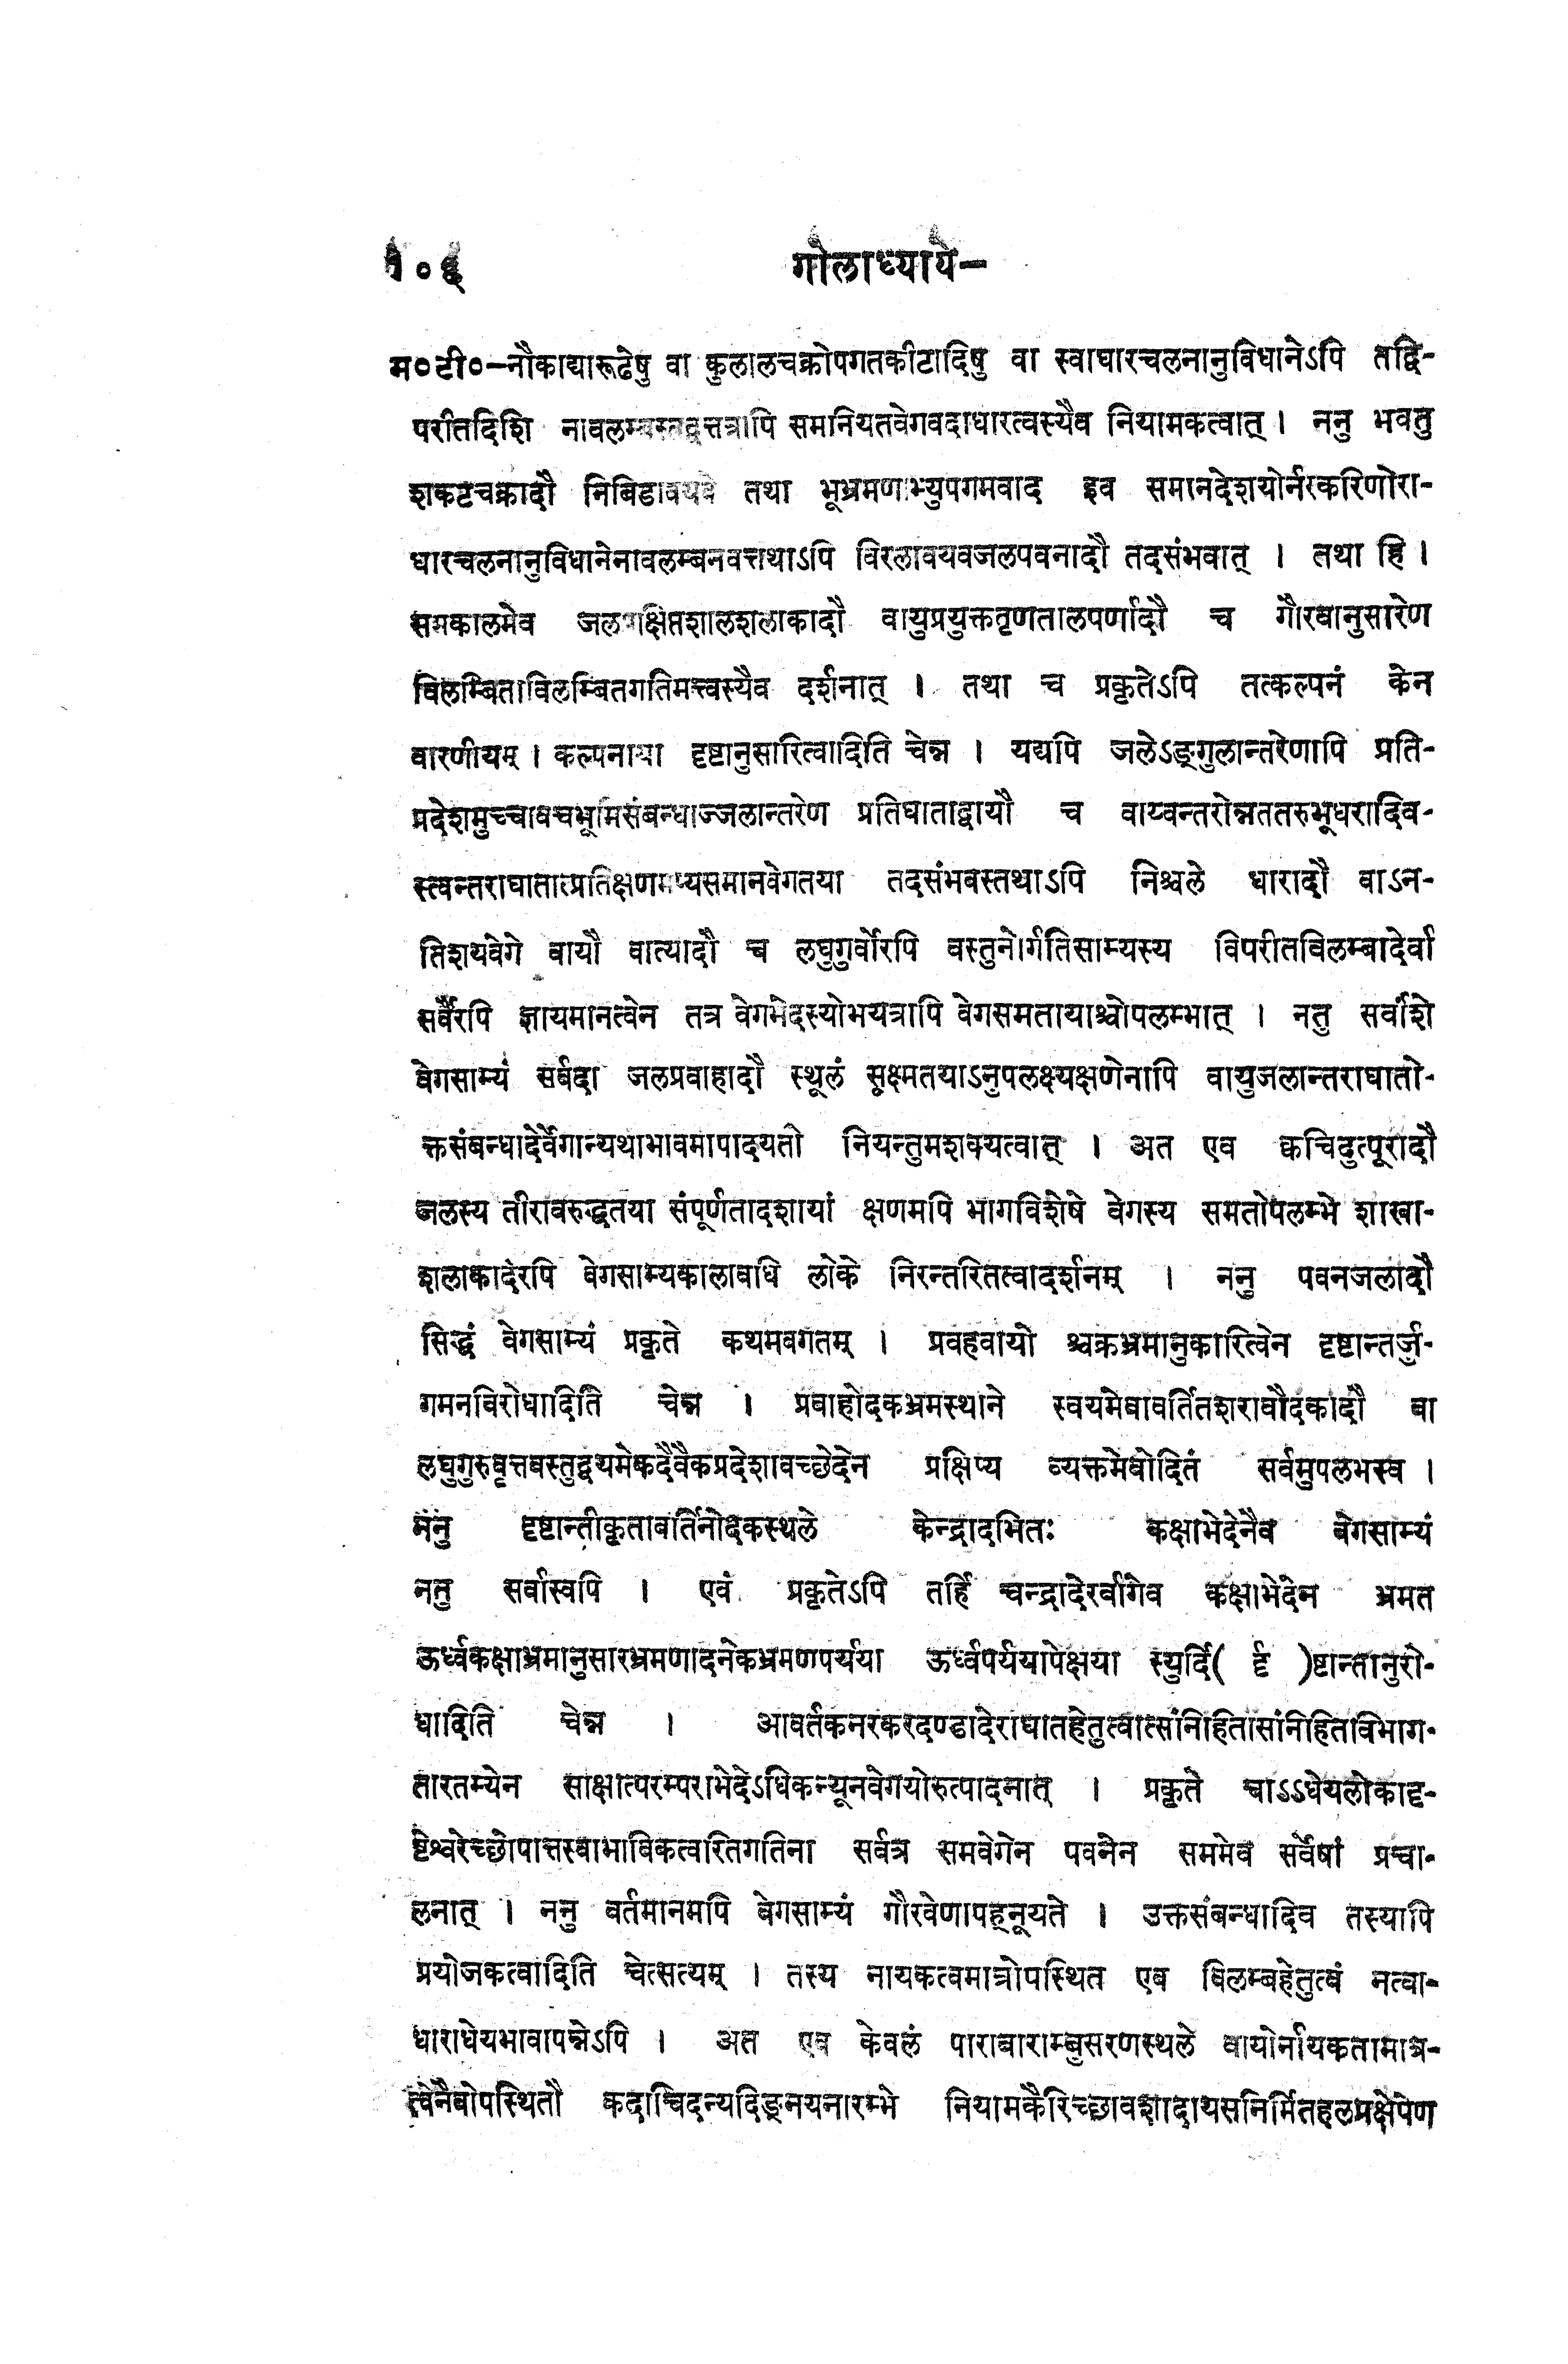 १०६ गोलाध्याये-
म०टी०-नौकाद्यारूढेषु वा कुलालचक्रोपगतकीटादिषु वा स्वाधारचलनानुविधानेऽपि तद्वि-
परीतदिशि नावलम्बस्तद्वत्तत्रापि समनियतवेगवदाधारत्वस्यैव नियामकत्वात् । ननु भवतु
शकटचक्रादौ निबिडावयवे तथा भूभ्रमणाभ्युपगमवाद इव समानदेशयोर्नरकरिणोरा-
धारचलनानुविधानेनावलम्बनवत्तथाऽपि विरलावयवजलपवनादौ तदसंभवात् । तथा हि ।
समकालमेव जलप्रक्षिप्तशालशलाकादौ वायुप्रयुक्ततृणतालपर्णादौ च गौरवानुसारेण
विलम्बिताविलम्बितगतिमत्त्वस्यैव दर्शनात् । तथा च प्रकृतेऽपि तत्कल्पनं केन
वारणीयम् । कल्पनाया दृष्टानुसारित्वादिति चेन्न । यद्यपि जलेऽङ्गुलान्तरेणापि प्रति-
प्रदेशमुच्चावचभूमिसंबन्धाज्जलान्तरेण प्रतिघाताद्वायौ च वाय्वन्तरोन्नततरुभूधरादिव-
स्त्वन्तराघातात्प्रतिक्षणमप्यसमानवेगतया तदसंभवस्तथाऽपि निश्चले धारादौ वाऽन-
तिशयवेगे वायौ वात्यादौ च लघुगुर्वोरपि वस्तुनोर्गतिसाम्यस्य विपरीतविलम्बादेर्वा
सर्वैरपि ज्ञायमानत्वेन तत्र वेगभेदस्योभयत्रापि वेगसमतायाश्चोपलम्भात् । नतु सर्वांशे
वेगसाम्यं सर्वदा जलप्रवाहादौ स्थूलं सूक्ष्मतयाऽनुपलक्ष्यक्षणेनापि वायुजलान्तराघातो-
क्तसंबन्धादेर्वेगान्यथाभावमापादयतो नियन्तुमशक्यत्वात् । अत एव क्वचिदुत्पूरादौ
जलस्य तीरावरुद्धतया संपूर्णतादशायां क्षणमपि भागविशेषे वेगस्य समतोपलम्भे शाखा-
शलाकादेरपि वेगसाम्यकालावधि लोके निरन्तरितत्वादर्शनम् । ननु पवनजलादौ
सिद्धं वेगसाम्यं प्रकृते कथमवगतम् । प्रवहवायो श्चक्रभ्रमानुकारित्वेन दृष्टान्तर्जु-
गमनविरोधादिति चेन्न । प्रवाहोदकभ्रमस्थाने स्वयमेवावर्तितशरावौदकादौ वा
लघुगुरुवृत्तवस्तुद्वयमेकदैवैकप्रदेशावच्छेदेन प्रक्षिप्य व्यक्तमेवोदितं सर्वमुपलभस्व ।
ननु दृष्टान्तीकृतावर्तिनोदकस्थले केन्द्रादभितः कक्षाभेदेनैव वेगसाम्यं
नतु सर्वास्वपि । एवं प्रकृतेऽपि तर्हि चन्द्रादेरर्वागेव कक्षाभेदेन भ्रमत
ऊर्ध्वकक्षाभ्रमानुसारभ्रमणादनेकभ्रमणपर्यया ऊर्ध्वपर्ययापेक्षया स्युर्दि( र्दृ )ष्टान्तानुरो-
धादिति चेन्न । आवर्तकनरकरदण्डादेराघातहेतुत्वात्सांनिहितासांनिहितविभाग-
तारतम्येन साक्षात्परम्पराभेदेऽधिकन्यूनवेगयोरुत्पादनात् । प्रकृते चाऽऽधेयलोकादृ-
ष्टेश्वरेच्छोपात्तस्वाभाविकत्वरितगतिना सर्वत्र समवेगेन पवनेन सममेव सर्वेषां प्रचा-
लनात् । ननु वर्तमानमपि वेगसाम्यं गौरवेणापह्नूयते । उक्तसंबन्धादिव तस्यापि
प्रयोजकत्वादिति चेत्सत्यम् । तस्य नायकत्वमात्रोपस्थित एव विलम्बहेतुत्वं नत्वा-
धाराधेयभावापन्नेऽपि । अत एव केवलं पारावाराम्बुसरणस्थले वायोर्नायकतामात्र-
त्वेनैवोपस्थितौ कदाचिदन्यदिङ्नयनारम्भे नियामकैरिच्छावशादायसनिर्मितहलप्रक्षेपेण